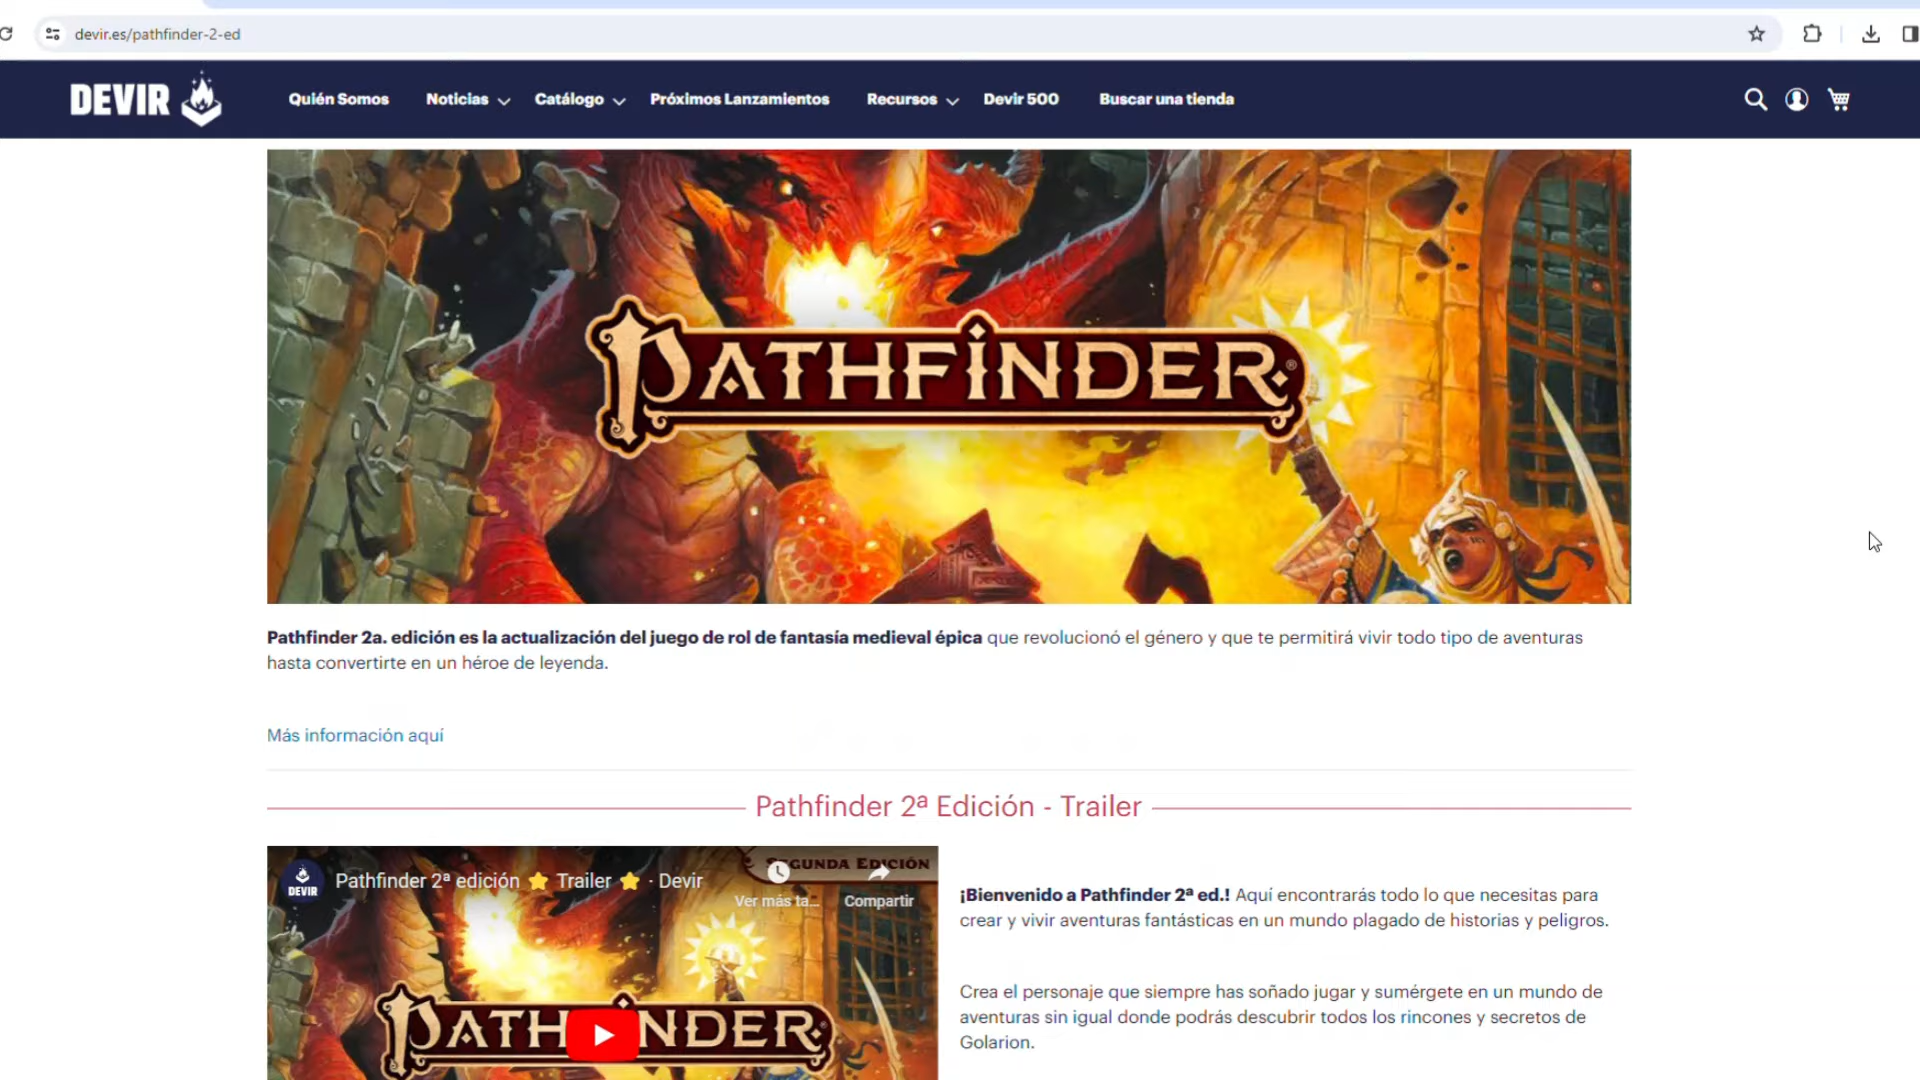 devir.es/pathfinder-2-ed
DEVIR
Quién Somos
Noticias
Catálogo
Próximos Lanzamientos
Recursos
Devir 500
Buscar una tienda
PATHFINDER®
Pathfinder 2a. edición es la actualización del juego de rol de fantasía medieval épica que revolucionó el género y que te permitirá vivir todo tipo de aventuras
hasta convertirte en un héroe de leyenda.
Más información aquí
Pathfinder 2ª Edición - Trailer
DEVIR
Pathfinder 2ª edición ⭐ Trailer ⭐ · Devir
Ver más ta...
Compartir
SEGUNDA EDICIÓN
PATHFINDER
¡Bienvenido a Pathfinder 2ª ed.! Aquí encontrarás todo lo que necesitas para
crear y vivir aventuras fantásticas en un mundo plagado de historias y peligros.
Crea el personaje que siempre has soñado jugar y sumérgete en un mundo de
aventuras sin igual donde podrás descubrir todos los rincones y secretos de
Golarion.